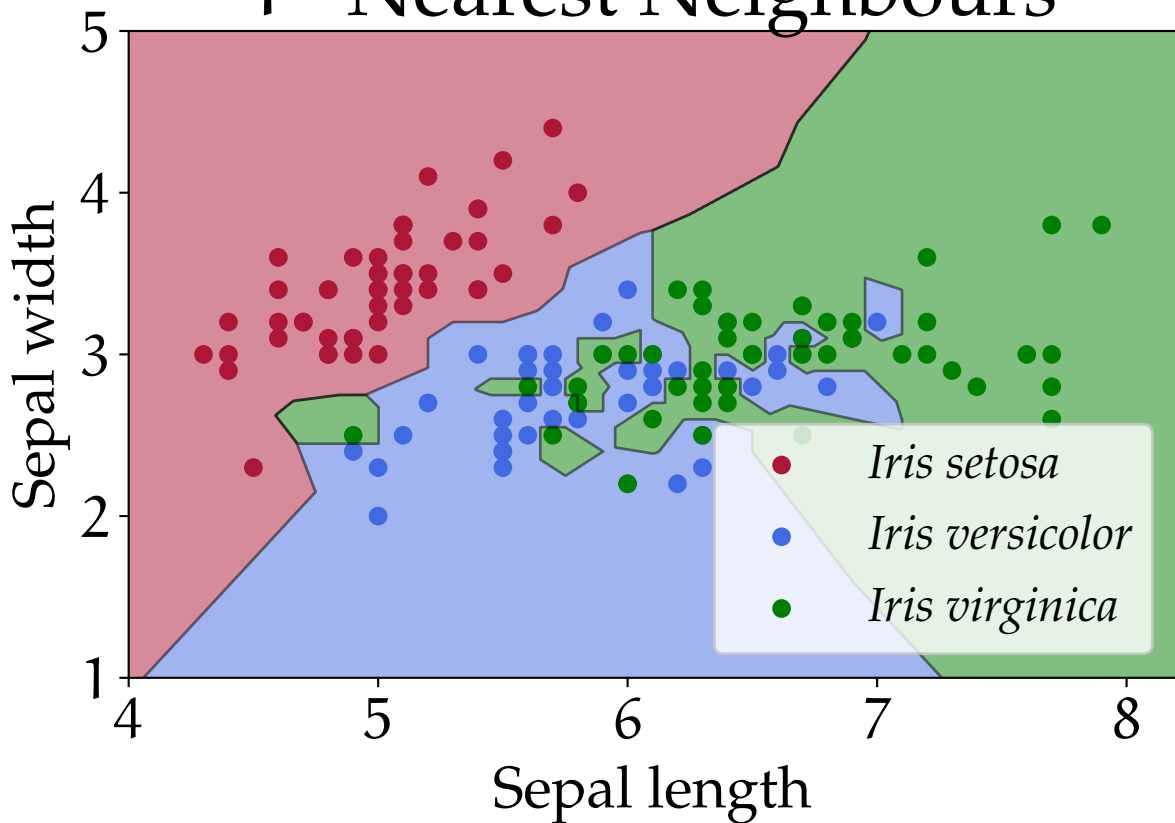 Nearest Neighbours
5
4
3
2
1
4 5 6 7 8
Sepal width
Sepal length
Iris setosa
Iris versicolor
Iris virginica